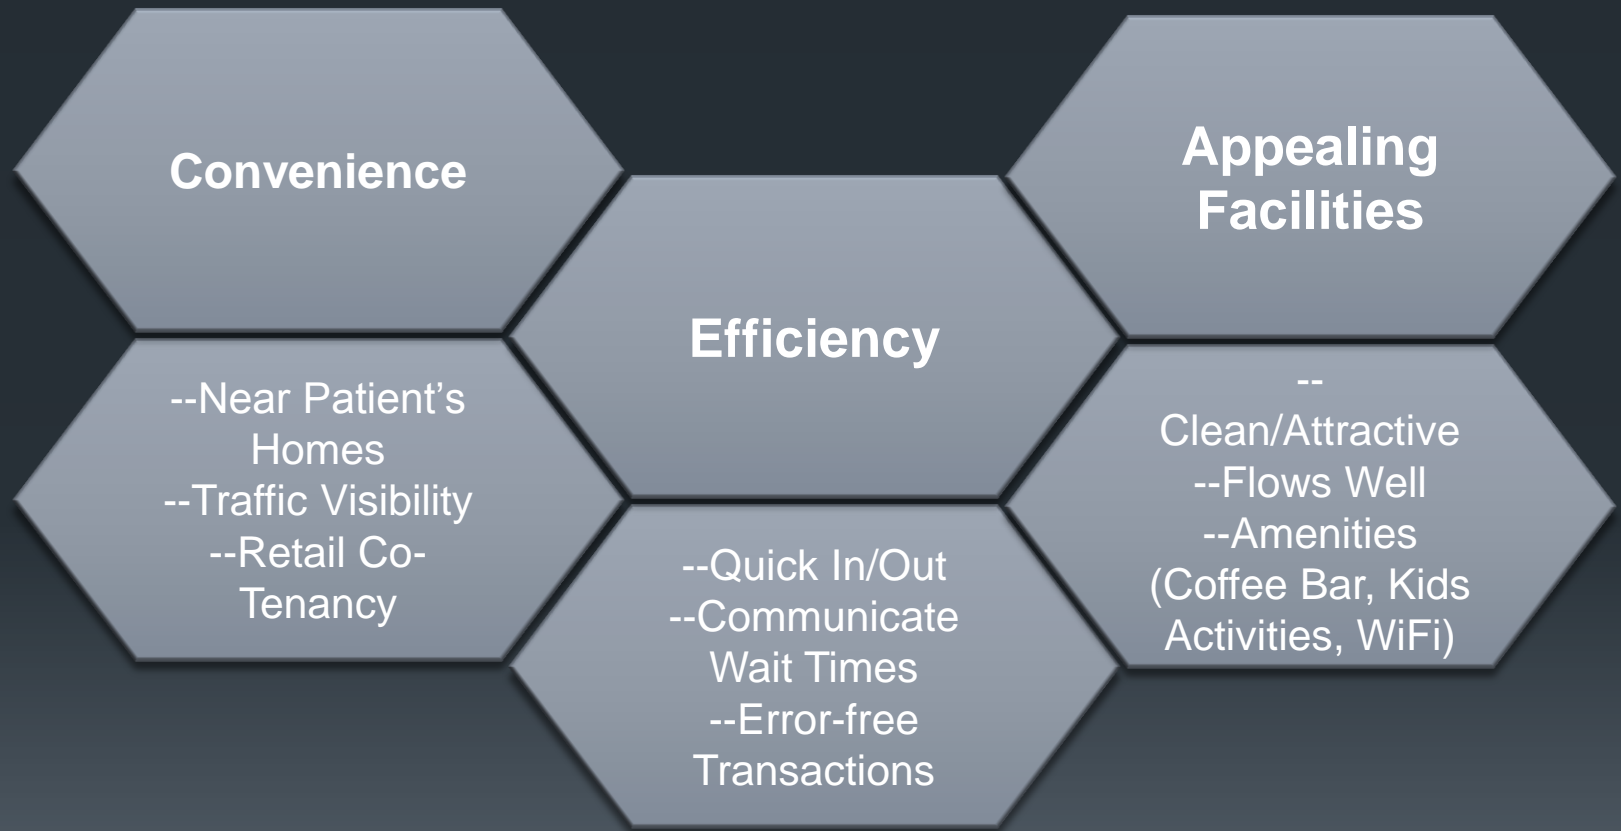 Convenience
--Near Patient’s
Homes
--Traffic Visibility
--Retail Co-
Tenancy
Efficiency
--Quick In/Out
--Communicate
Wait Times
--Error-free
Transactions
Appealing
Facilities
--
Clean/Attractive
--Flows Well
--Amenities
(Coffee Bar, Kids
Activities, WiFi)